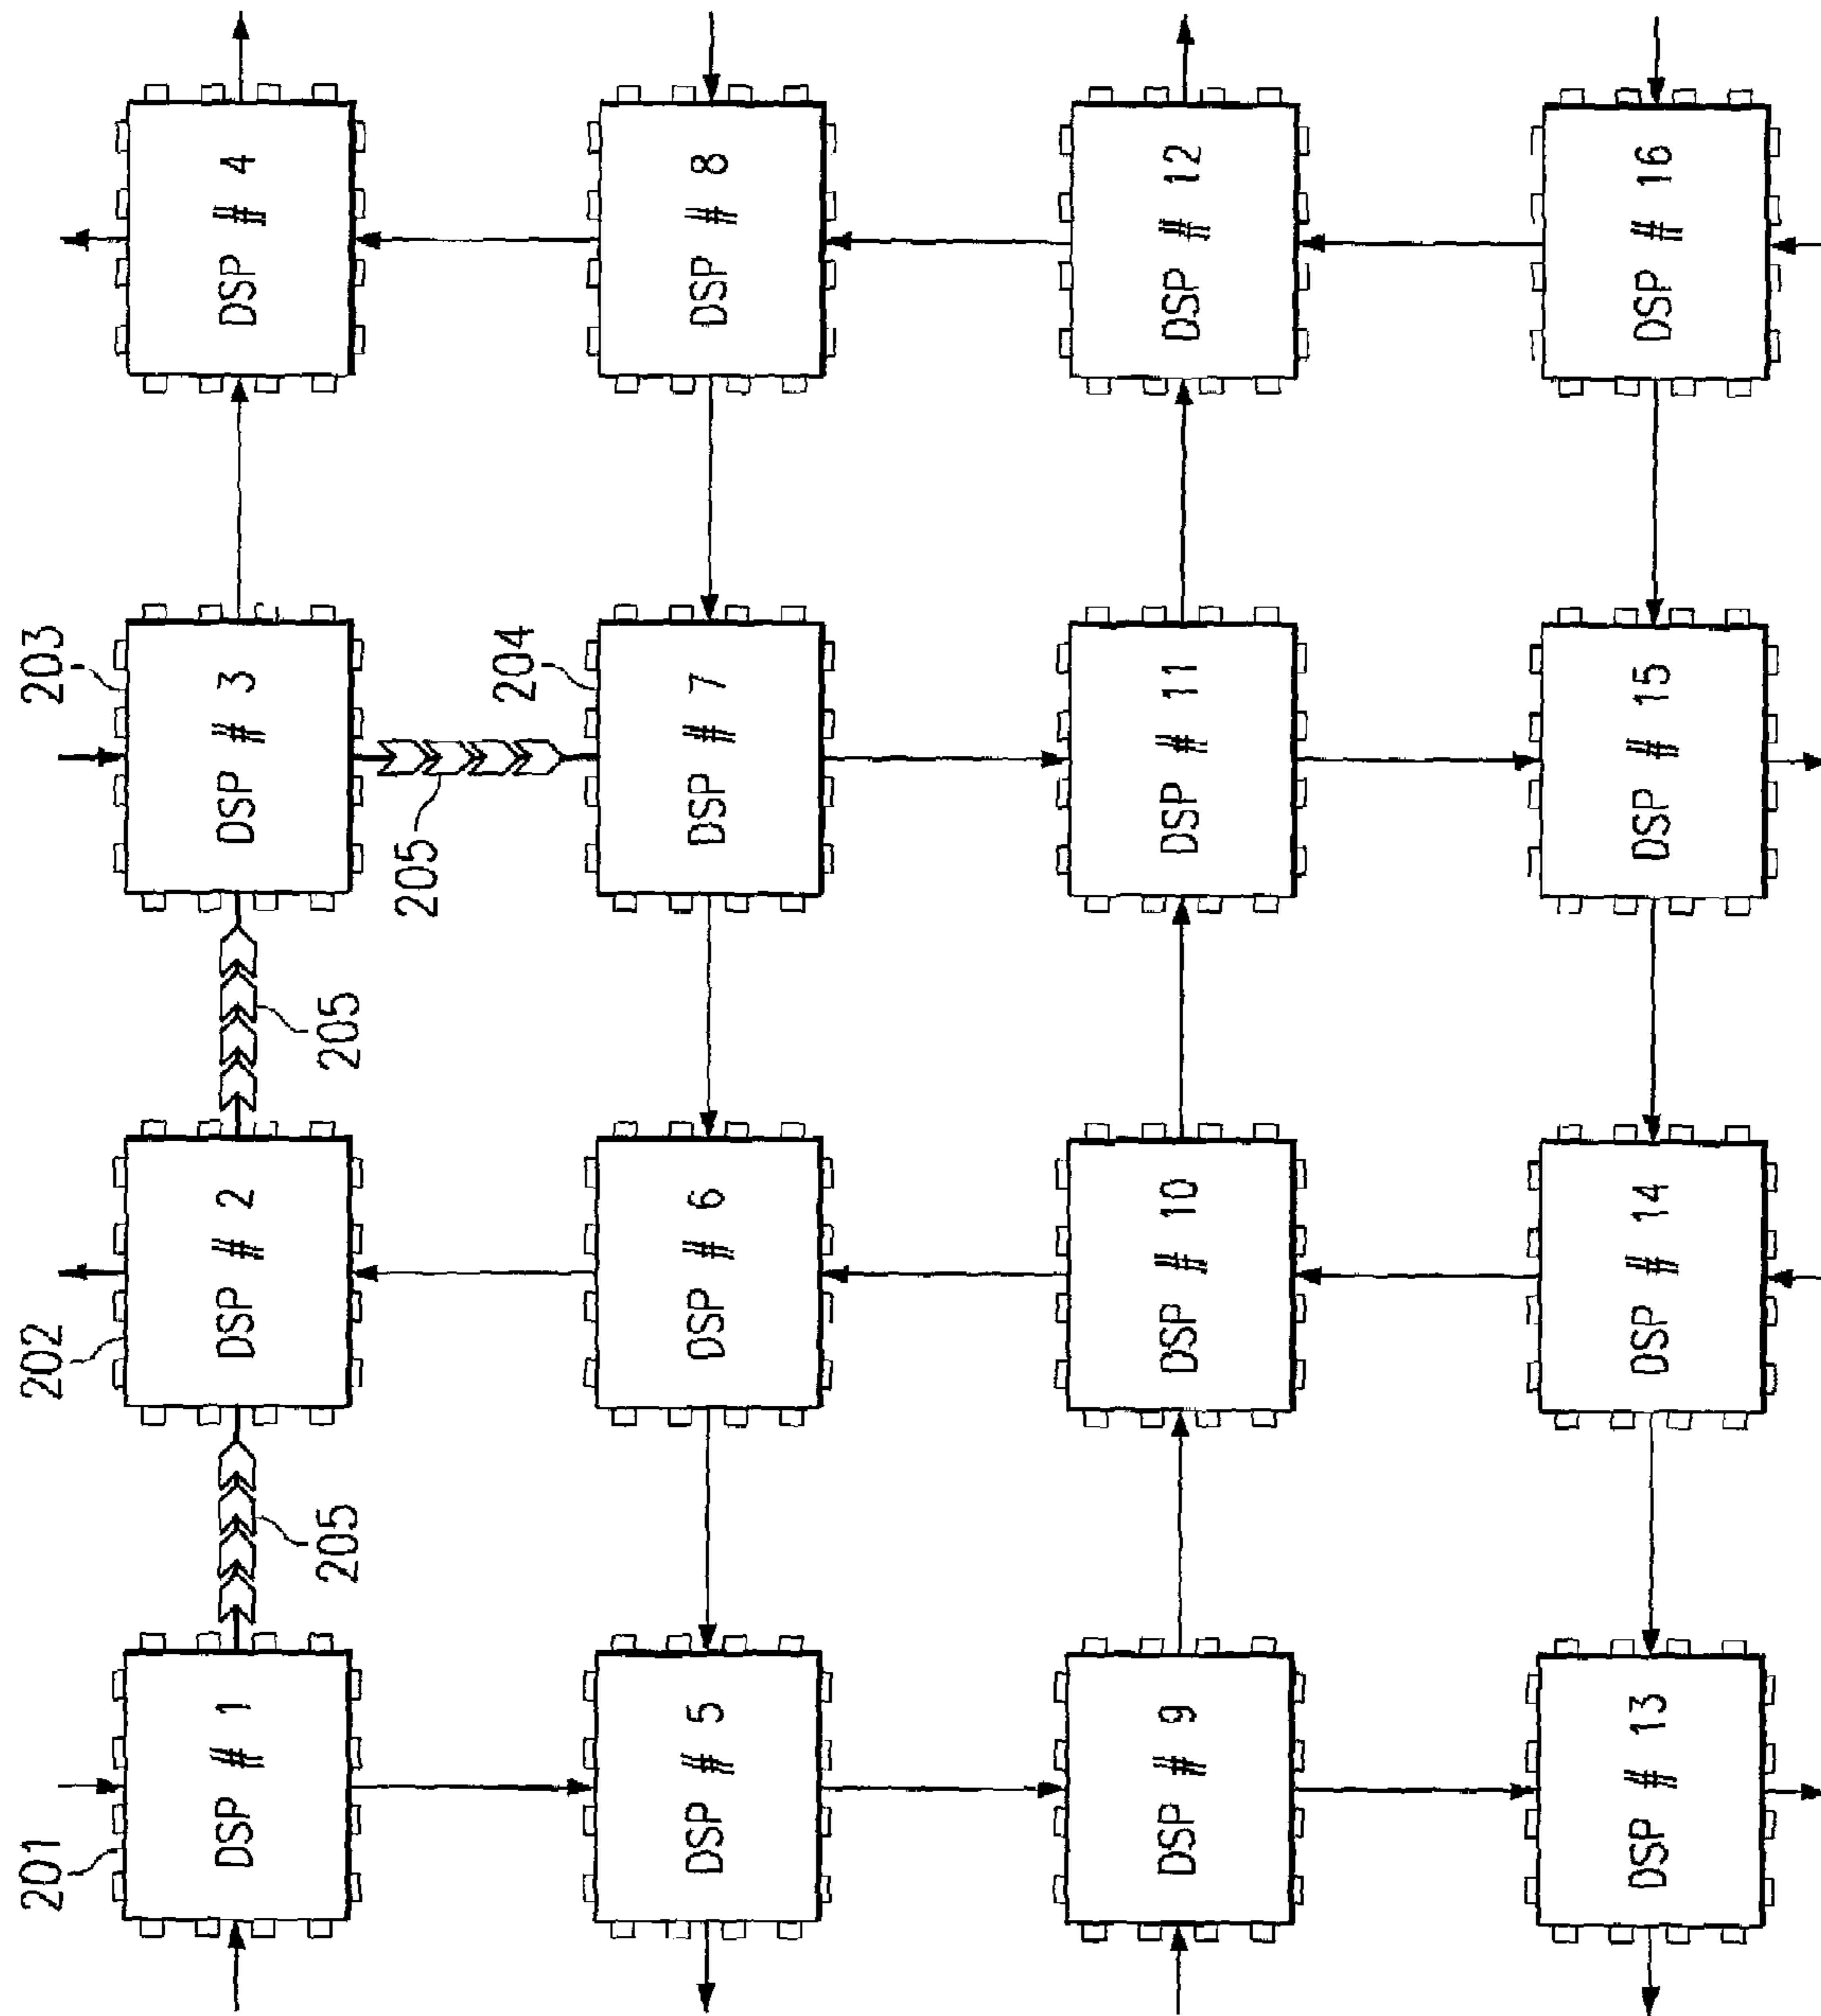 201
202
203
DSP # 1
DSP # 2
DSP # 3
DSP # 4
205
205
205
204
DSP # 5
DSP # 6
DSP # 7
DSP # 8
DSP # 9
DSP # 10
DSP # 11
DSP # 12
DSP # 13
DSP # 14
DSP # 15
DSP # 16